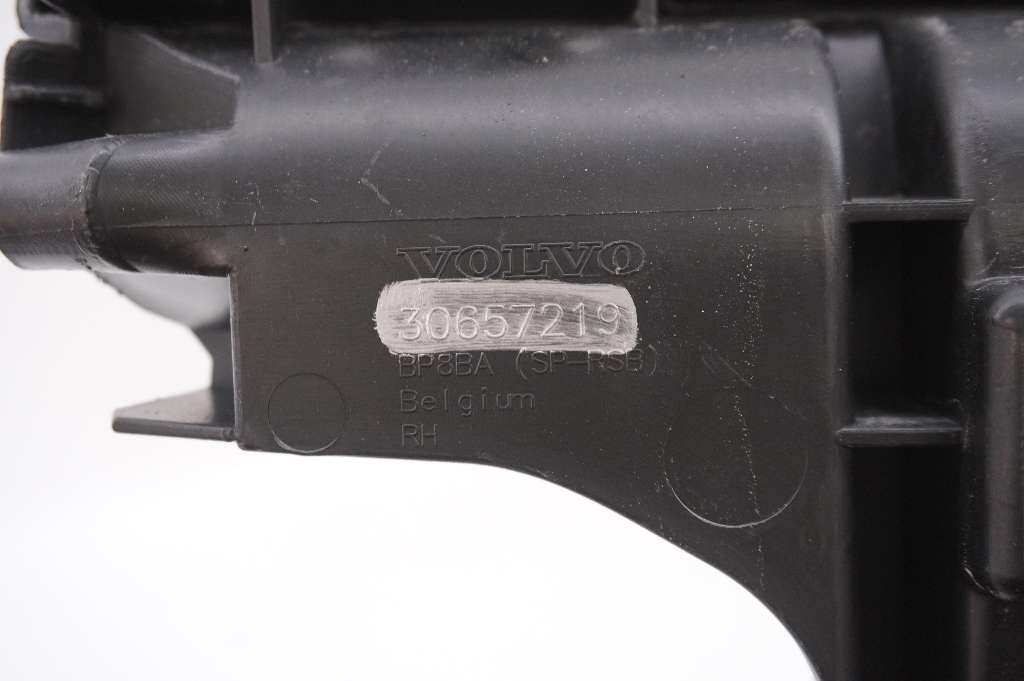 VOLVO
30657219
BP8BA (SP-RSB)
Belgium
RH